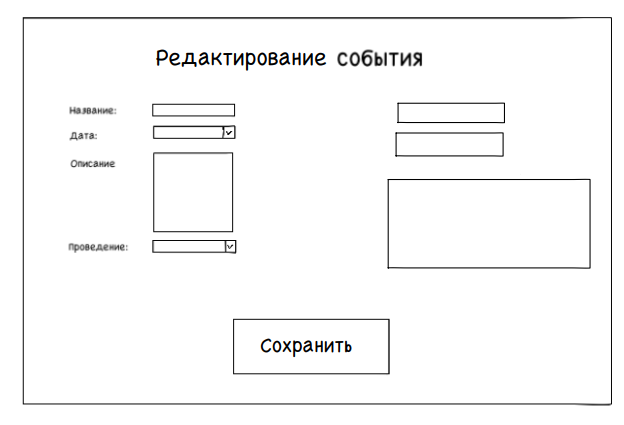 Редактирование события
Название:
Дата:
Описание
Проведение:
Сохранить